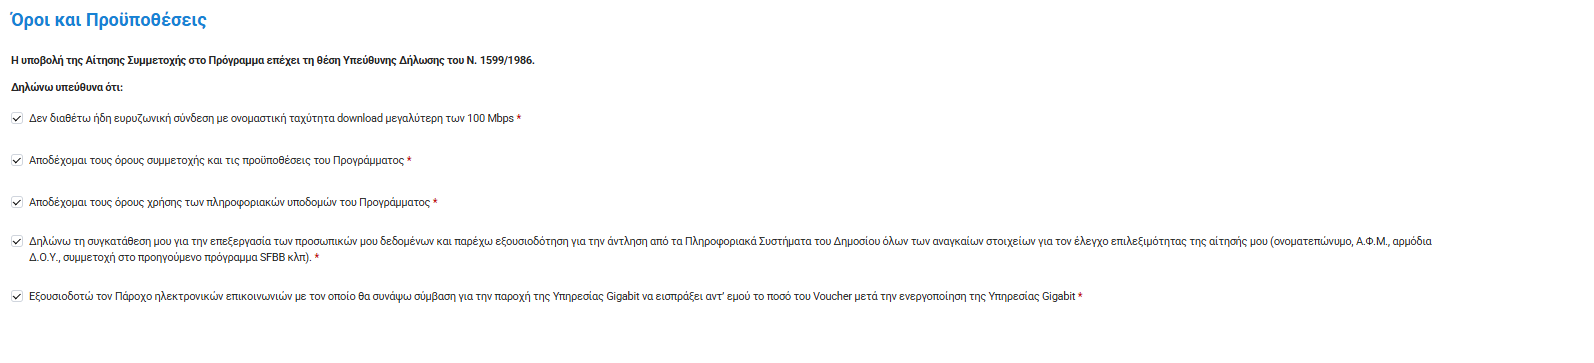 Όροι και Προϋποθέσεις
Η υποβολή της Αίτησης Συμμετοχής στο Πρόγραμμα επέχει τη θέση Υπεύθυνης Δήλωσης του Ν. 1599/1986.
Δηλώνω υπεύθυνα ότι:
Δεν διαθέτω ήδη ευρυζωνική σύνδεση με ονομαστική ταχύτητα download μεγαλύτερη των 100 Mbps *
Αποδέχομαι τους όρους συμμετοχής και τις προϋποθέσεις του Προγράμματος *
Αποδέχομαι τους όρους χρήσης των πληροφοριακών υποδομών του Προγράμματος *
Δηλώνω τη συγκατάθεση μου για την επεξεργασία των προσωπικών μου δεδομένων και παρέχω εξουσιοδότηση για την άντληση από τα Πληροφοριακά Συστήματα του Δημοσίου όλων των αναγκαίων στοιχείων για τον έλεγχο επιλεξιμότητας της αίτησής μου (ονοματεπώνυμο, Α.Φ.Μ., αρμόδια
Δ.Ο.Υ., συμμετοχή στο προηγούμενο πρόγραμμα SFBB κλπ). *
Εξουσιοδοτώ τον Πάροχο ηλεκτρονικών επικοινωνιών με τον οποίο θα συνάψω σύμβαση για την παροχή της Υπηρεσίας Gigabit να εισπράξει αντ’ εμού το ποσό του Voucher μετά την ενεργοποίηση της Υπηρεσίας Gigabit *